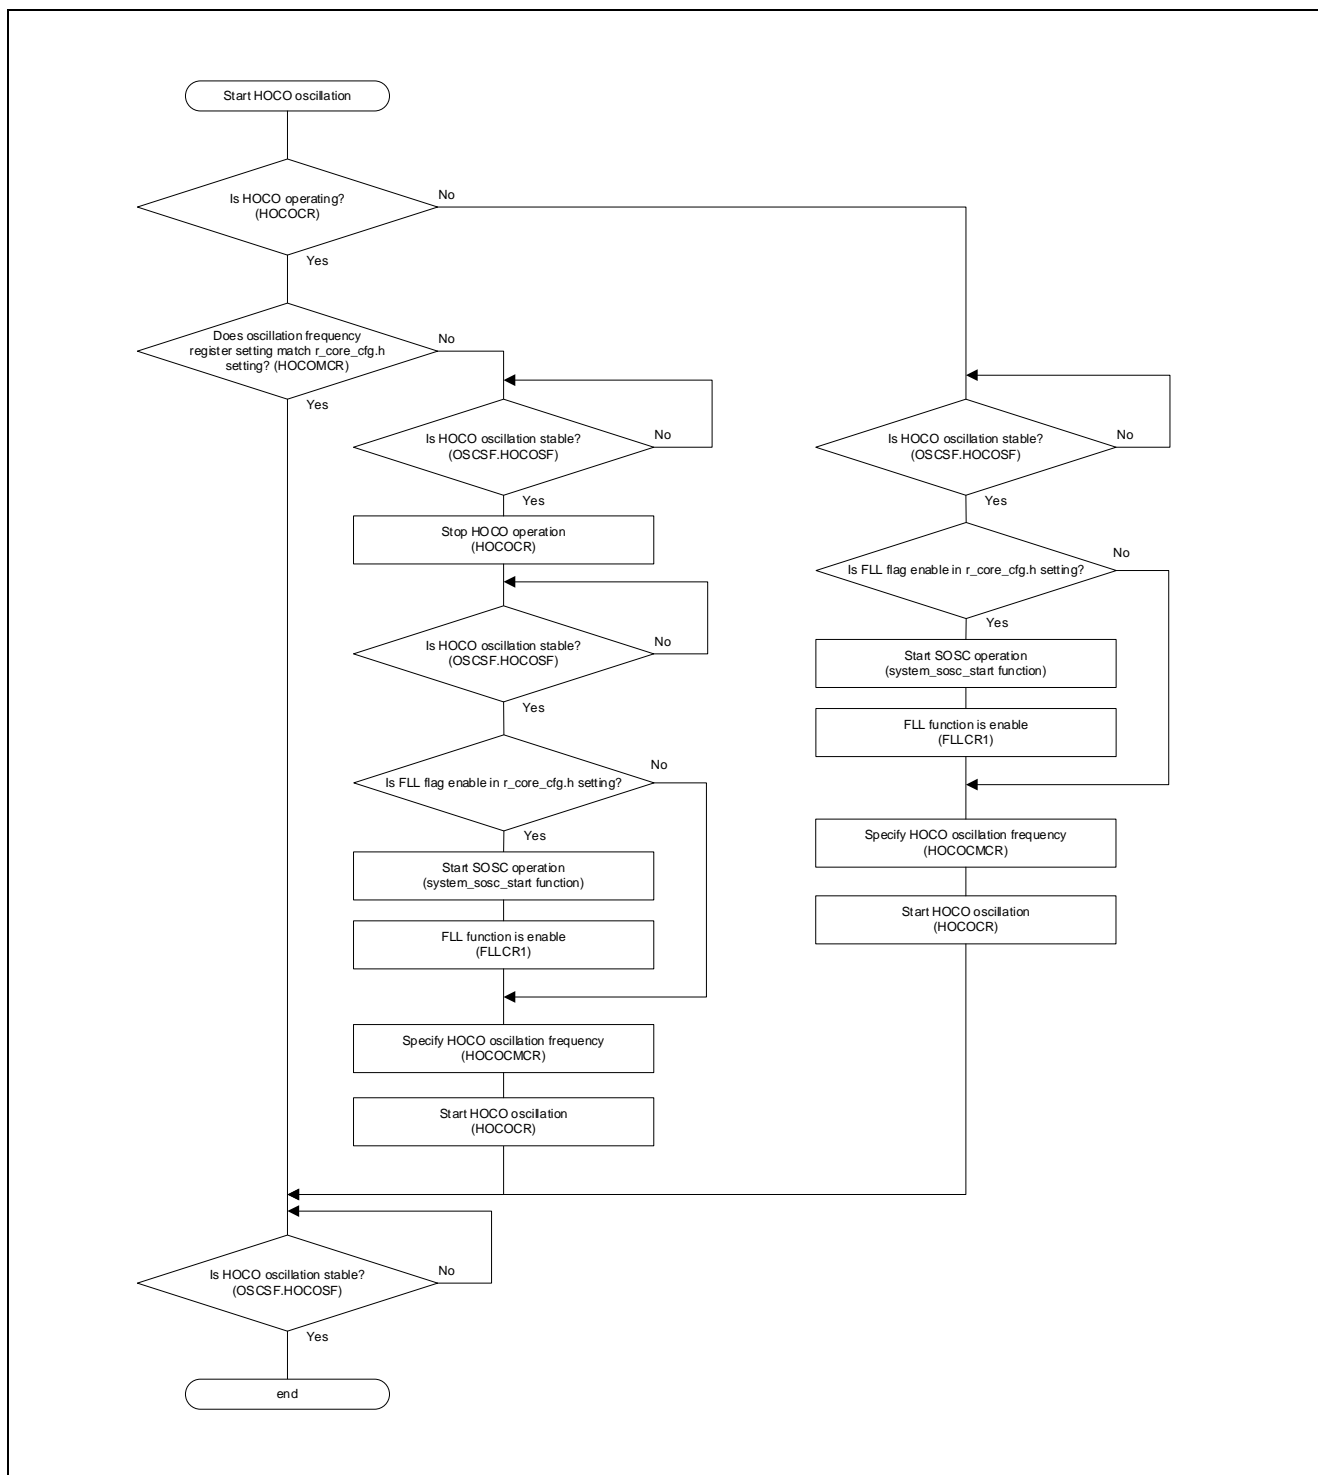 Start HOCO oscillation
Is HOCO operating?
(HOCOCR)
No
Yes
Does oscillation frequency
register setting match r_core_cfg.h
setting? (HOCOMCR)
No
Yes
Is HOCO oscillation stable?
(OSCSF.HOCOSF)
No
Yes
Stop HOCO operation
(HOCOCR)
Is HOCO oscillation stable?
(OSCSF.HOCOSF)
No
Yes
Is FLL flag enable in r_core_cfg.h setting?
No
Yes
Start SOSC operation
(system_sosc_start function)
FLL function is enable
(FLLCR1)
Specify HOCO oscillation frequency
(HOCOCMCR)
Start HOCO oscillation
(HOCOCR)
Is HOCO oscillation stable?
(OSCSF.HOCOSF)
No
Yes
Is FLL flag enable in r_core_cfg.h setting?
No
Yes
Start SOSC operation
(system_sosc_start function)
FLL function is enable
(FLLCR1)
Specify HOCO oscillation frequency
(HOCOCMCR)
Start HOCO oscillation
(HOCOCR)
Is HOCO oscillation stable?
(OSCSF.HOCOSF)
No
Yes
end